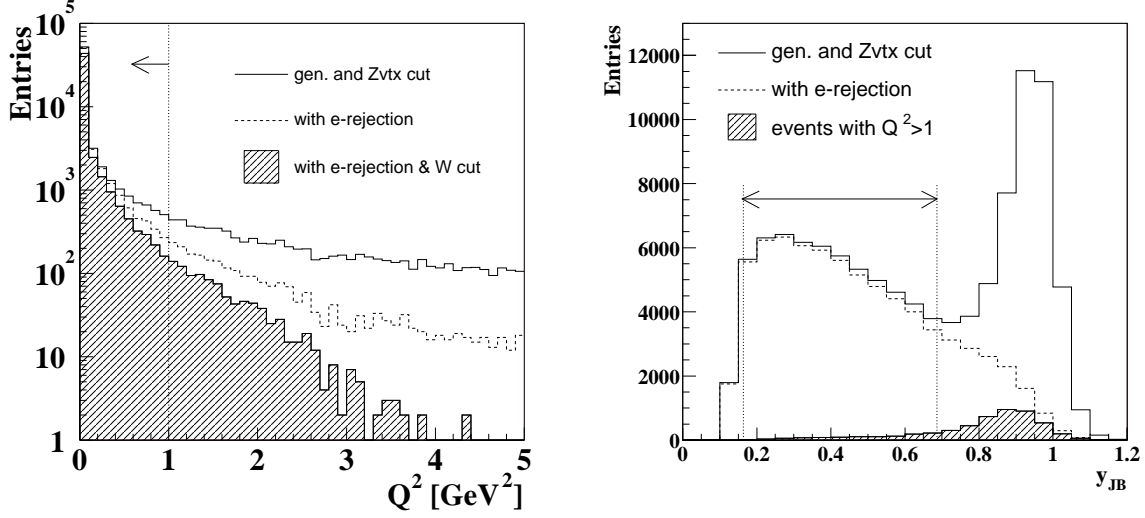 Entries
10^5
10^4
10^3
10^2
10
1
0 1 2 3 4 5
Q^2 [GeV^2]
gen. and Zvtx cut
with e-rejection
with e-rejection & W cut
Entries
12000
10000
8000
6000
4000
2000
0
0 0.2 0.4 0.6 0.8 1 1.2
y_JB
gen. and Zvtx cut
with e-rejection
events with Q^2>1